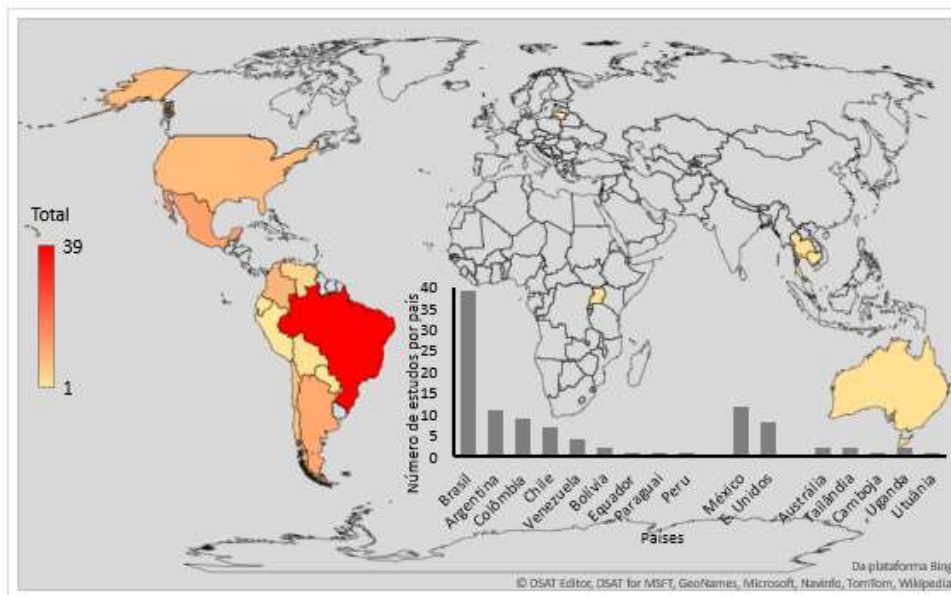 Total
39
1
Número de estudos por país
40
35
30
25
20
15
10
5
0
Brasil
Argentina
Colômbia
Chile
Venezuela
Bolívia
Equador
Paraguai
Peru
México
E. Unidos
Austrália
Tailândia
Camboja
Uganda
Lituânia
Países
Da plataforma Bing
© DSAT Editor, DSAT for MSFT, GeoNames, Microsoft, Navinfo, TomTom, Wikipedia